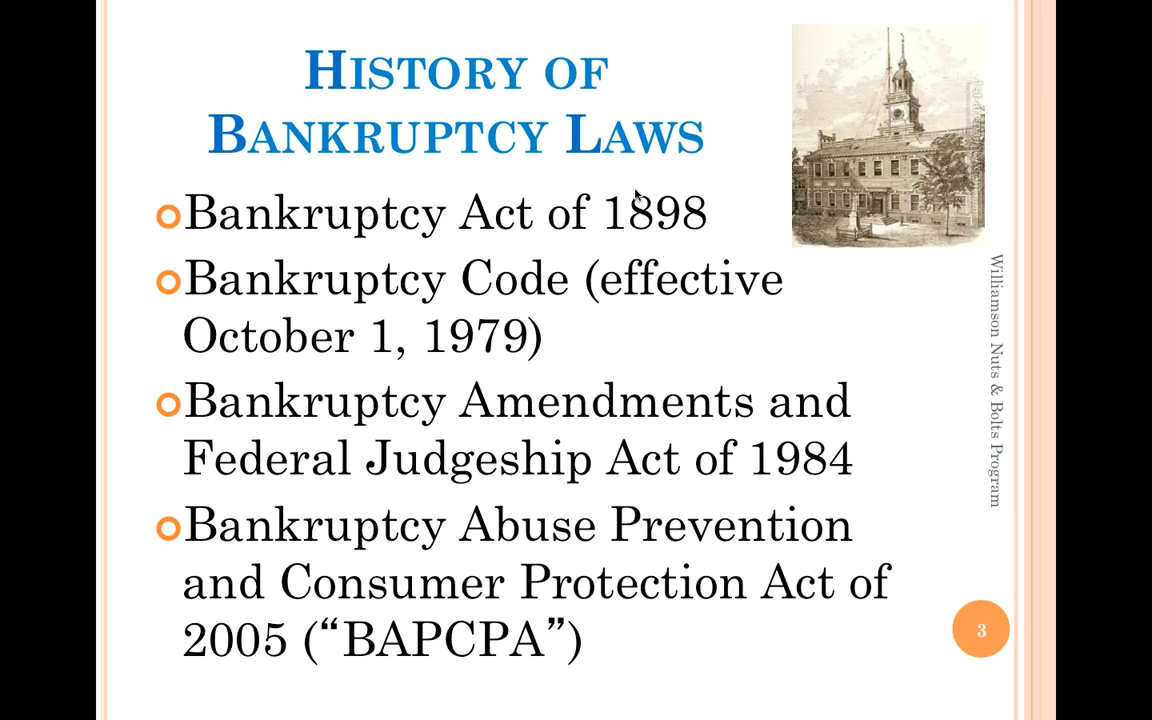 HISTORY OF
BANKRUPTCY LAWS
Bankruptcy Act of 1898
Bankruptcy Code (effective
October 1, 1979)
Bankruptcy Amendments and
Federal Judgeship Act of 1984
Bankruptcy Abuse Prevention
and Consumer Protection Act of
2005 (“BAPCPA”)
Williamson Nuts & Bolts Program
3